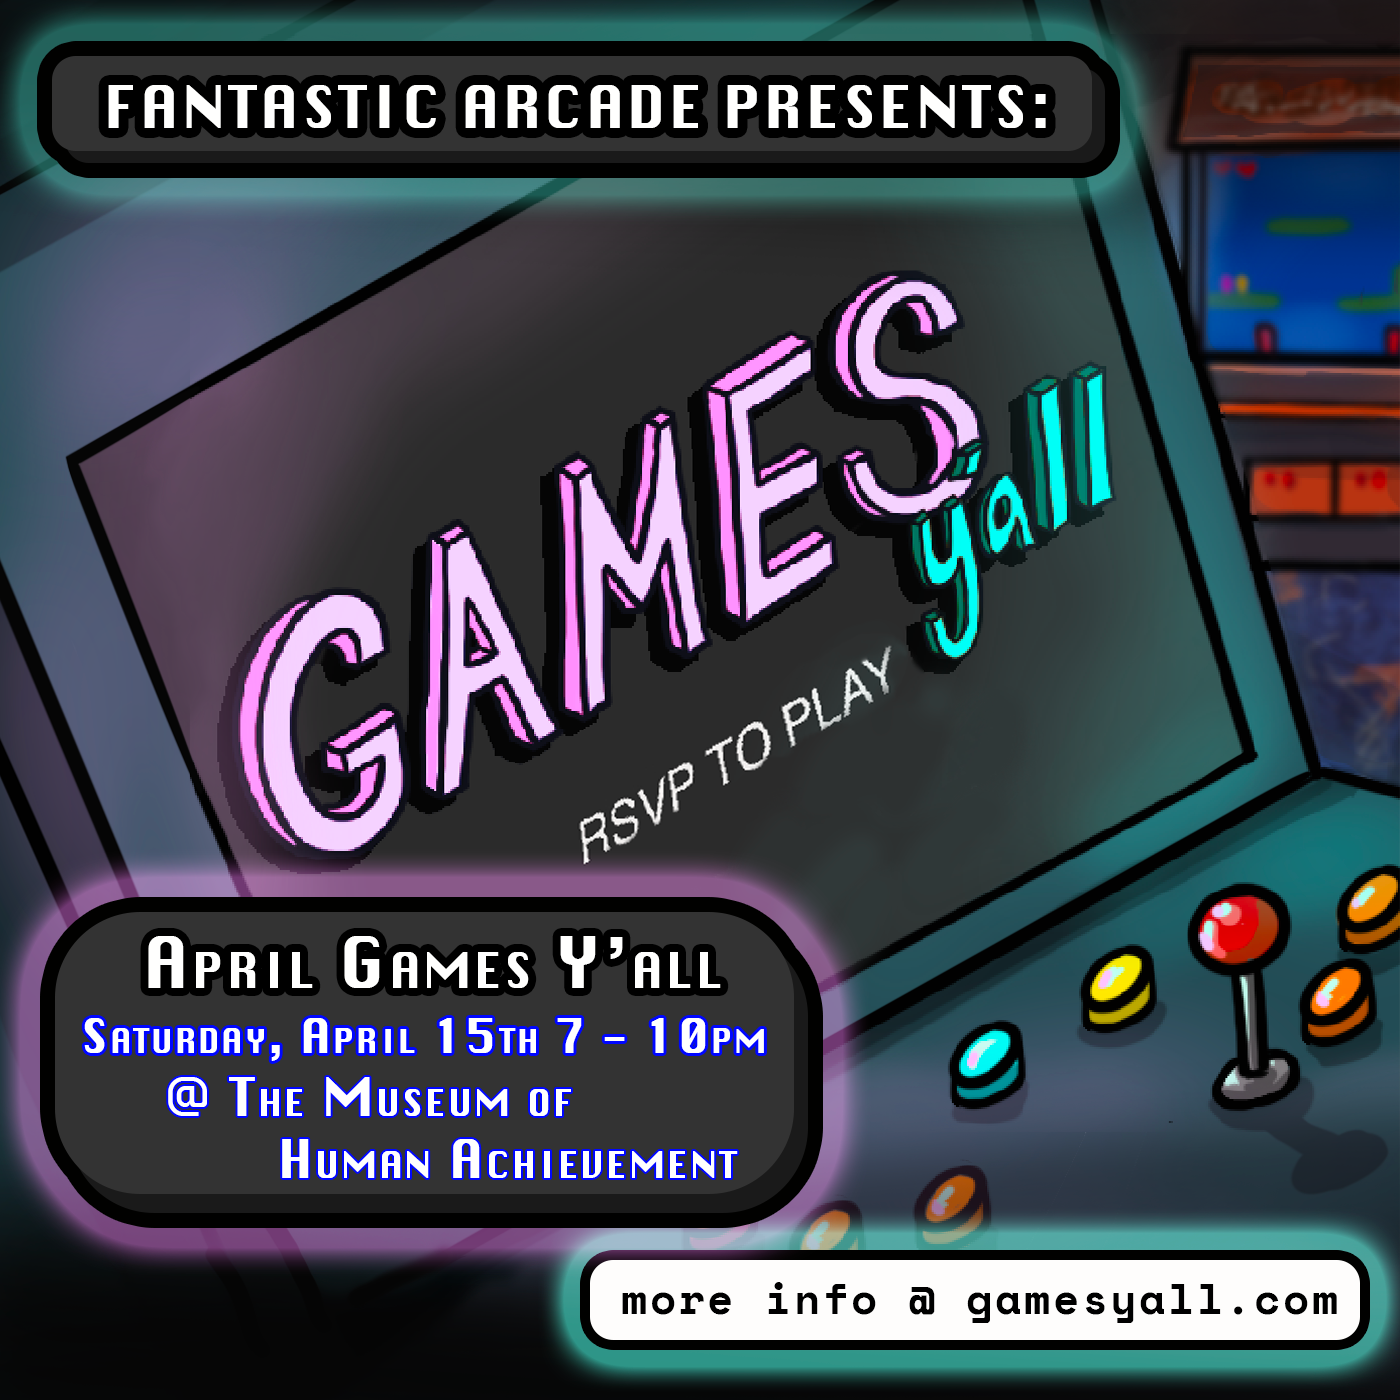 FANTASTIC ARCADE PRESENTS:
GAMES
y'all
RSVP TO PLAY
April Games Y'all
Saturday, April 15th 7 - 10pm
@ The Museum of
Human Achievement
more info @ gamesyall.com